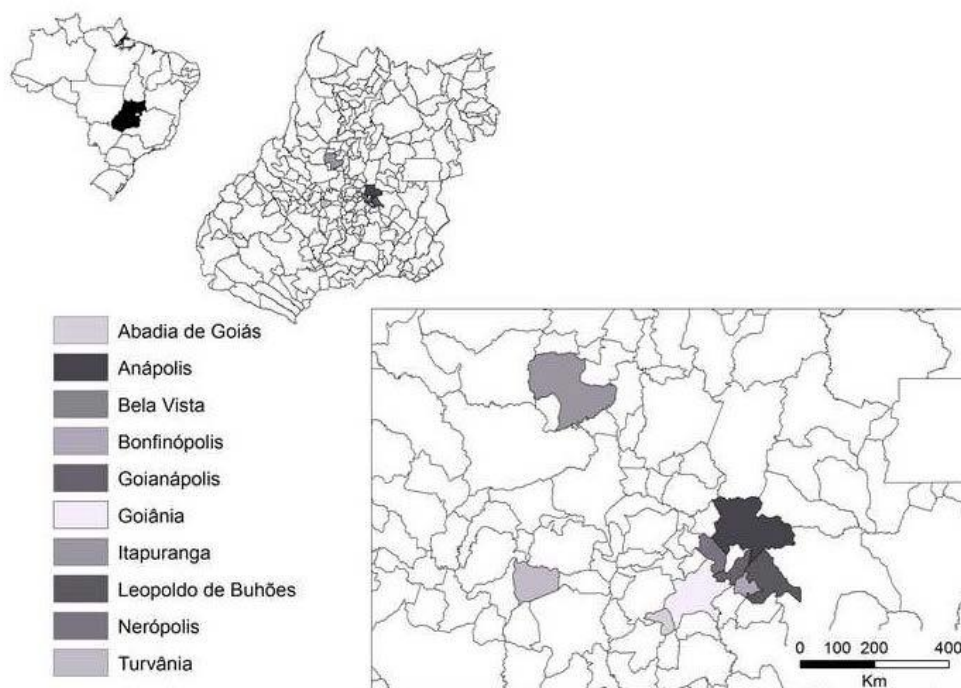 Abadia de Goiás
Anápolis
Bela Vista
Bonfinópolis
Goianápolis
Goiânia
Itapuranga
Leopoldo de Buhões
Nerópolis
Turvânia
0 100 200 400
Km